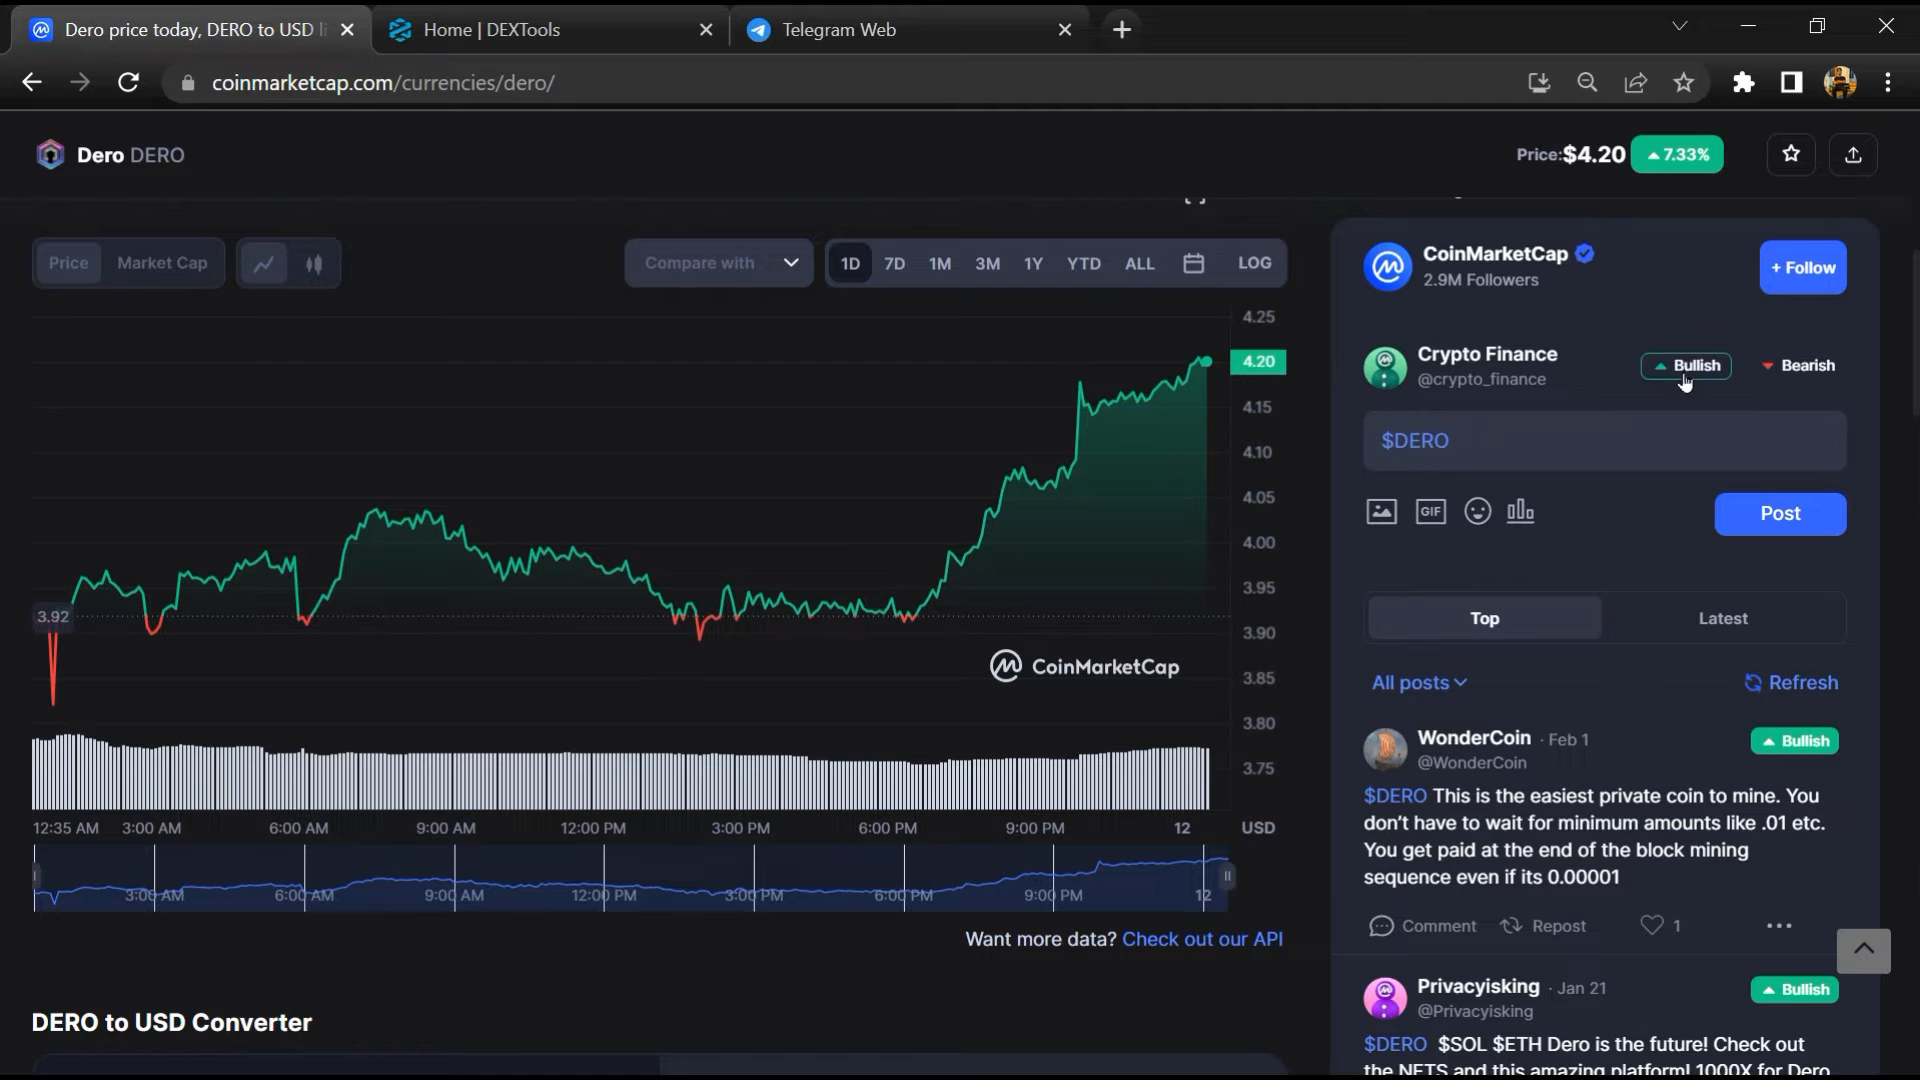 Dero price today, DERO to USD li
Home | DEXTools
Telegram Web
coinmarketcap.com/currencies/dero/
Dero DERO
Price:$4.20
7.33%
Price
Market Cap
Compare with
1D
7D
1M
3M
1Y
YTD
ALL
LOG
4.25
4.20
4.15
4.10
4.05
4.00
3.95
3.92
3.90
3.85
3.80
3.75
CoinMarketCap
12:35 AM 3:00 AM 6:00 AM 9:00 AM 12:00 PM 3:00 PM 6:00 PM 9:00 PM 12 USD
3:00 AM 6:00 AM 9:00 AM 12:00 PM 3:00 PM 6:00 PM 9:00 PM 12
Want more data? Check out our API
DERO to USD Converter
CoinMarketCap
2.9M Followers
+ Follow
Crypto Finance
@crypto_finance
Bullish
Bearish
$DERO
GIF
Post
Top
Latest
All posts
Refresh
WonderCoin · Feb 1
@WonderCoin
Bullish
$DERO This is the easiest private coin to mine. You
don't have to wait for minimum amounts like .01 etc.
You get paid at the end of the block mining
sequence even if its 0.00001
Comment
Repost
1
Privacyisking · Jan 21
@Privacyisking
Bullish
$DERO $SOL $ETH Dero is the future! Check out
the NETS and this amazing platform! 1000X for Dero